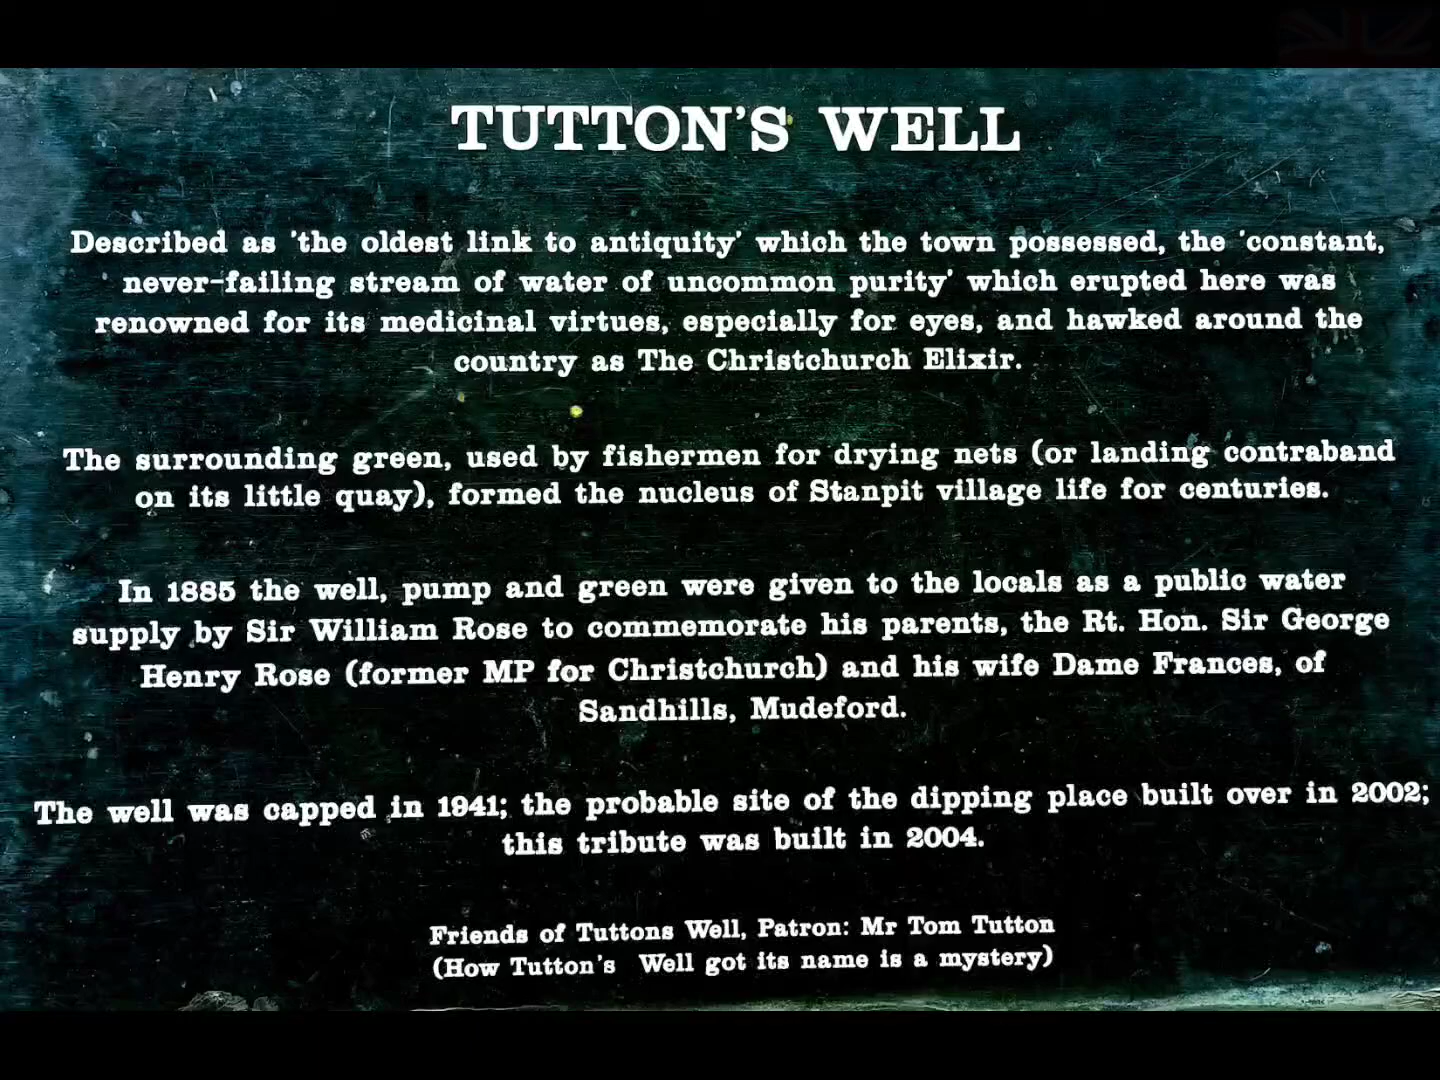 TUTTON'S WELL
Described as 'the oldest link to antiquity' which the town possessed, the 'constant,
never-failing stream of water of uncommon purity' which erupted here was
renowned for its medicinal virtues, especially for eyes, and hawked around the
country as The Christchurch Elixir.
The surrounding green, used by fishermen for drying nets (or landing contraband
on its little quay), formed the nucleus of Stanpit village life for centuries.
In 1885 the well, pump and green were given to the locals as a public water
supply by Sir William Rose to commemorate his parents, the Rt. Hon. Sir George
Henry Rose (former MP for Christchurch) and his wife Dame Frances, of
Sandhills, Mudeford.
The well was capped in 1941; the probable site of the dipping place built over in 2002;
this tribute was built in 2004.
Friends of Tuttons Well, Patron: Mr Tom Tutton
(How Tutton's Well got its name is a mystery)